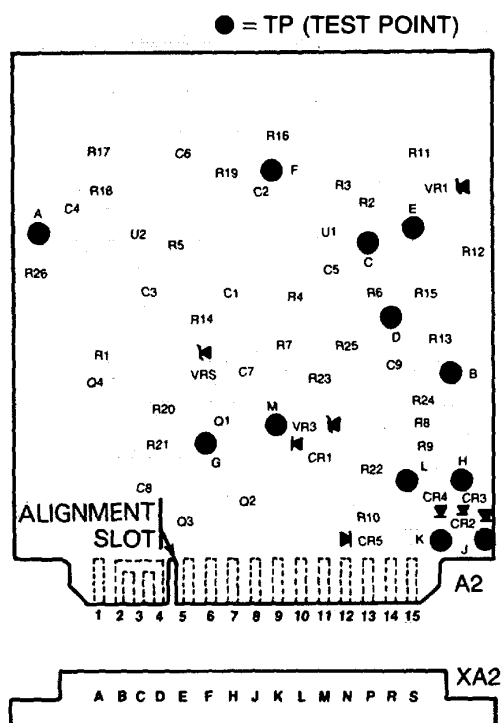 ● = TP (TEST POINT)
R16
R17 C6 R11
R19 F
R18 C2 R3 VR1
R2
C4 A E
U2 U1
R5 C R12
R26 C5
C3 C1 R4 R6 R15
R14 D
R7 R25 R13
R1
VRS C7 C9 B
Q4 R23
R20 M R24
Q1 VR3 R8
R21 CR1 R9
G L H
R22
C8 CR4 CR3
ALIGNMENT Q2
SLOT Q3 R10 CR2
CR5 K J
A2
1 2 3 4 5 6 7 8 9 10 11 12 13 14 15
XA2
A B C D E F H J K L M N P R S